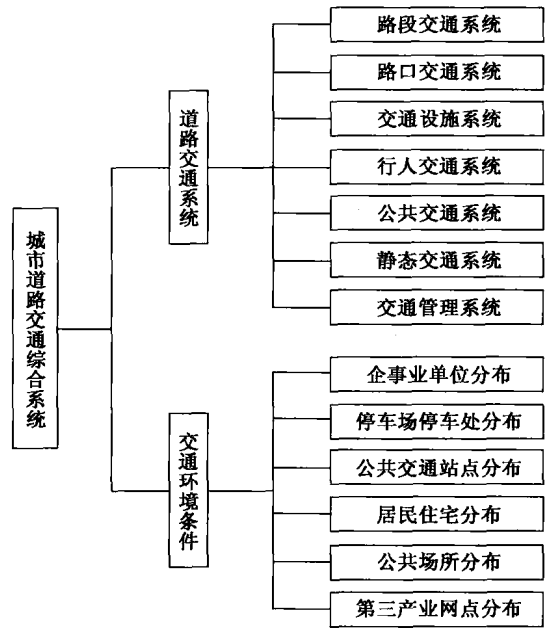 城市道路交通综合系统
道路交通系统
路段交通系统
路口交通系统
交通设施系统
行人交通系统
公共交通系统
静态交通系统
交通管理系统
交通环境条件
企事业单位分布
停车场停车处分布
公共交通站点分布
居民住宅分布
公共场所分布
第三产业网点分布